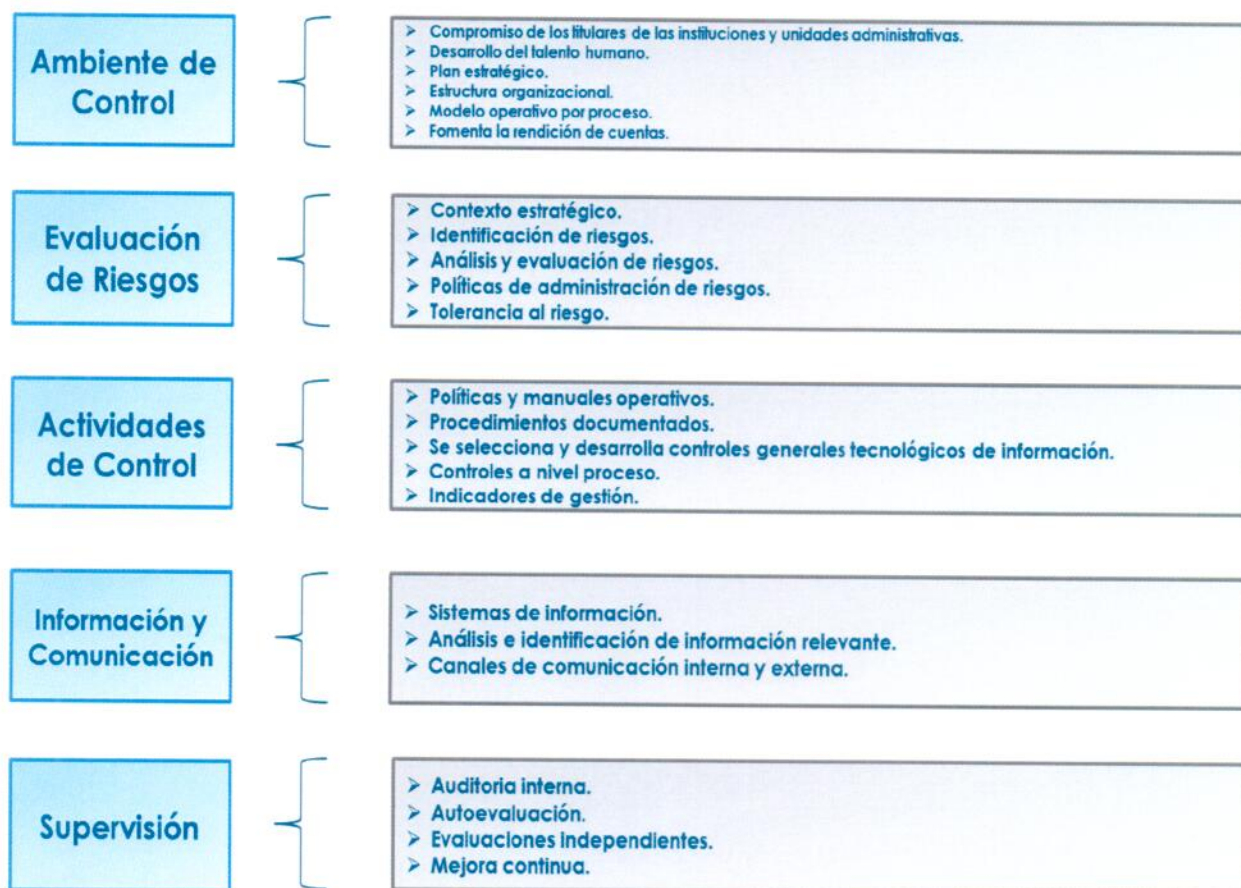 Ambiente de
Control
➤ Compromiso de los titulares de las instituciones y unidades administrativas.
➤ Desarrollo del talento humano.
➤ Plan estratégico.
➤ Estructura organizacional.
➤ Modelo operativo por proceso.
➤ Fomenta la rendición de cuentas.
Evaluación
de Riesgos
➤ Contexto estratégico.
➤ Identificación de riesgos.
➤ Análisis y evaluación de riesgos.
➤ Políticas de administración de riesgos.
➤ Tolerancia al riesgo.
Actividades
de Control
➤ Políticas y manuales operativos.
➤ Procedimientos documentados.
➤ Se selecciona y desarrolla controles generales tecnológicos de información.
➤ Controles a nivel proceso.
➤ Indicadores de gestión.
Información y
Comunicación
➤ Sistemas de información.
➤ Análisis e identificación de información relevante.
➤ Canales de comunicación interna y externa.
Supervisión
➤ Auditoria interna.
➤ Autoevaluación.
➤ Evaluaciones independientes.
➤ Mejora continua.